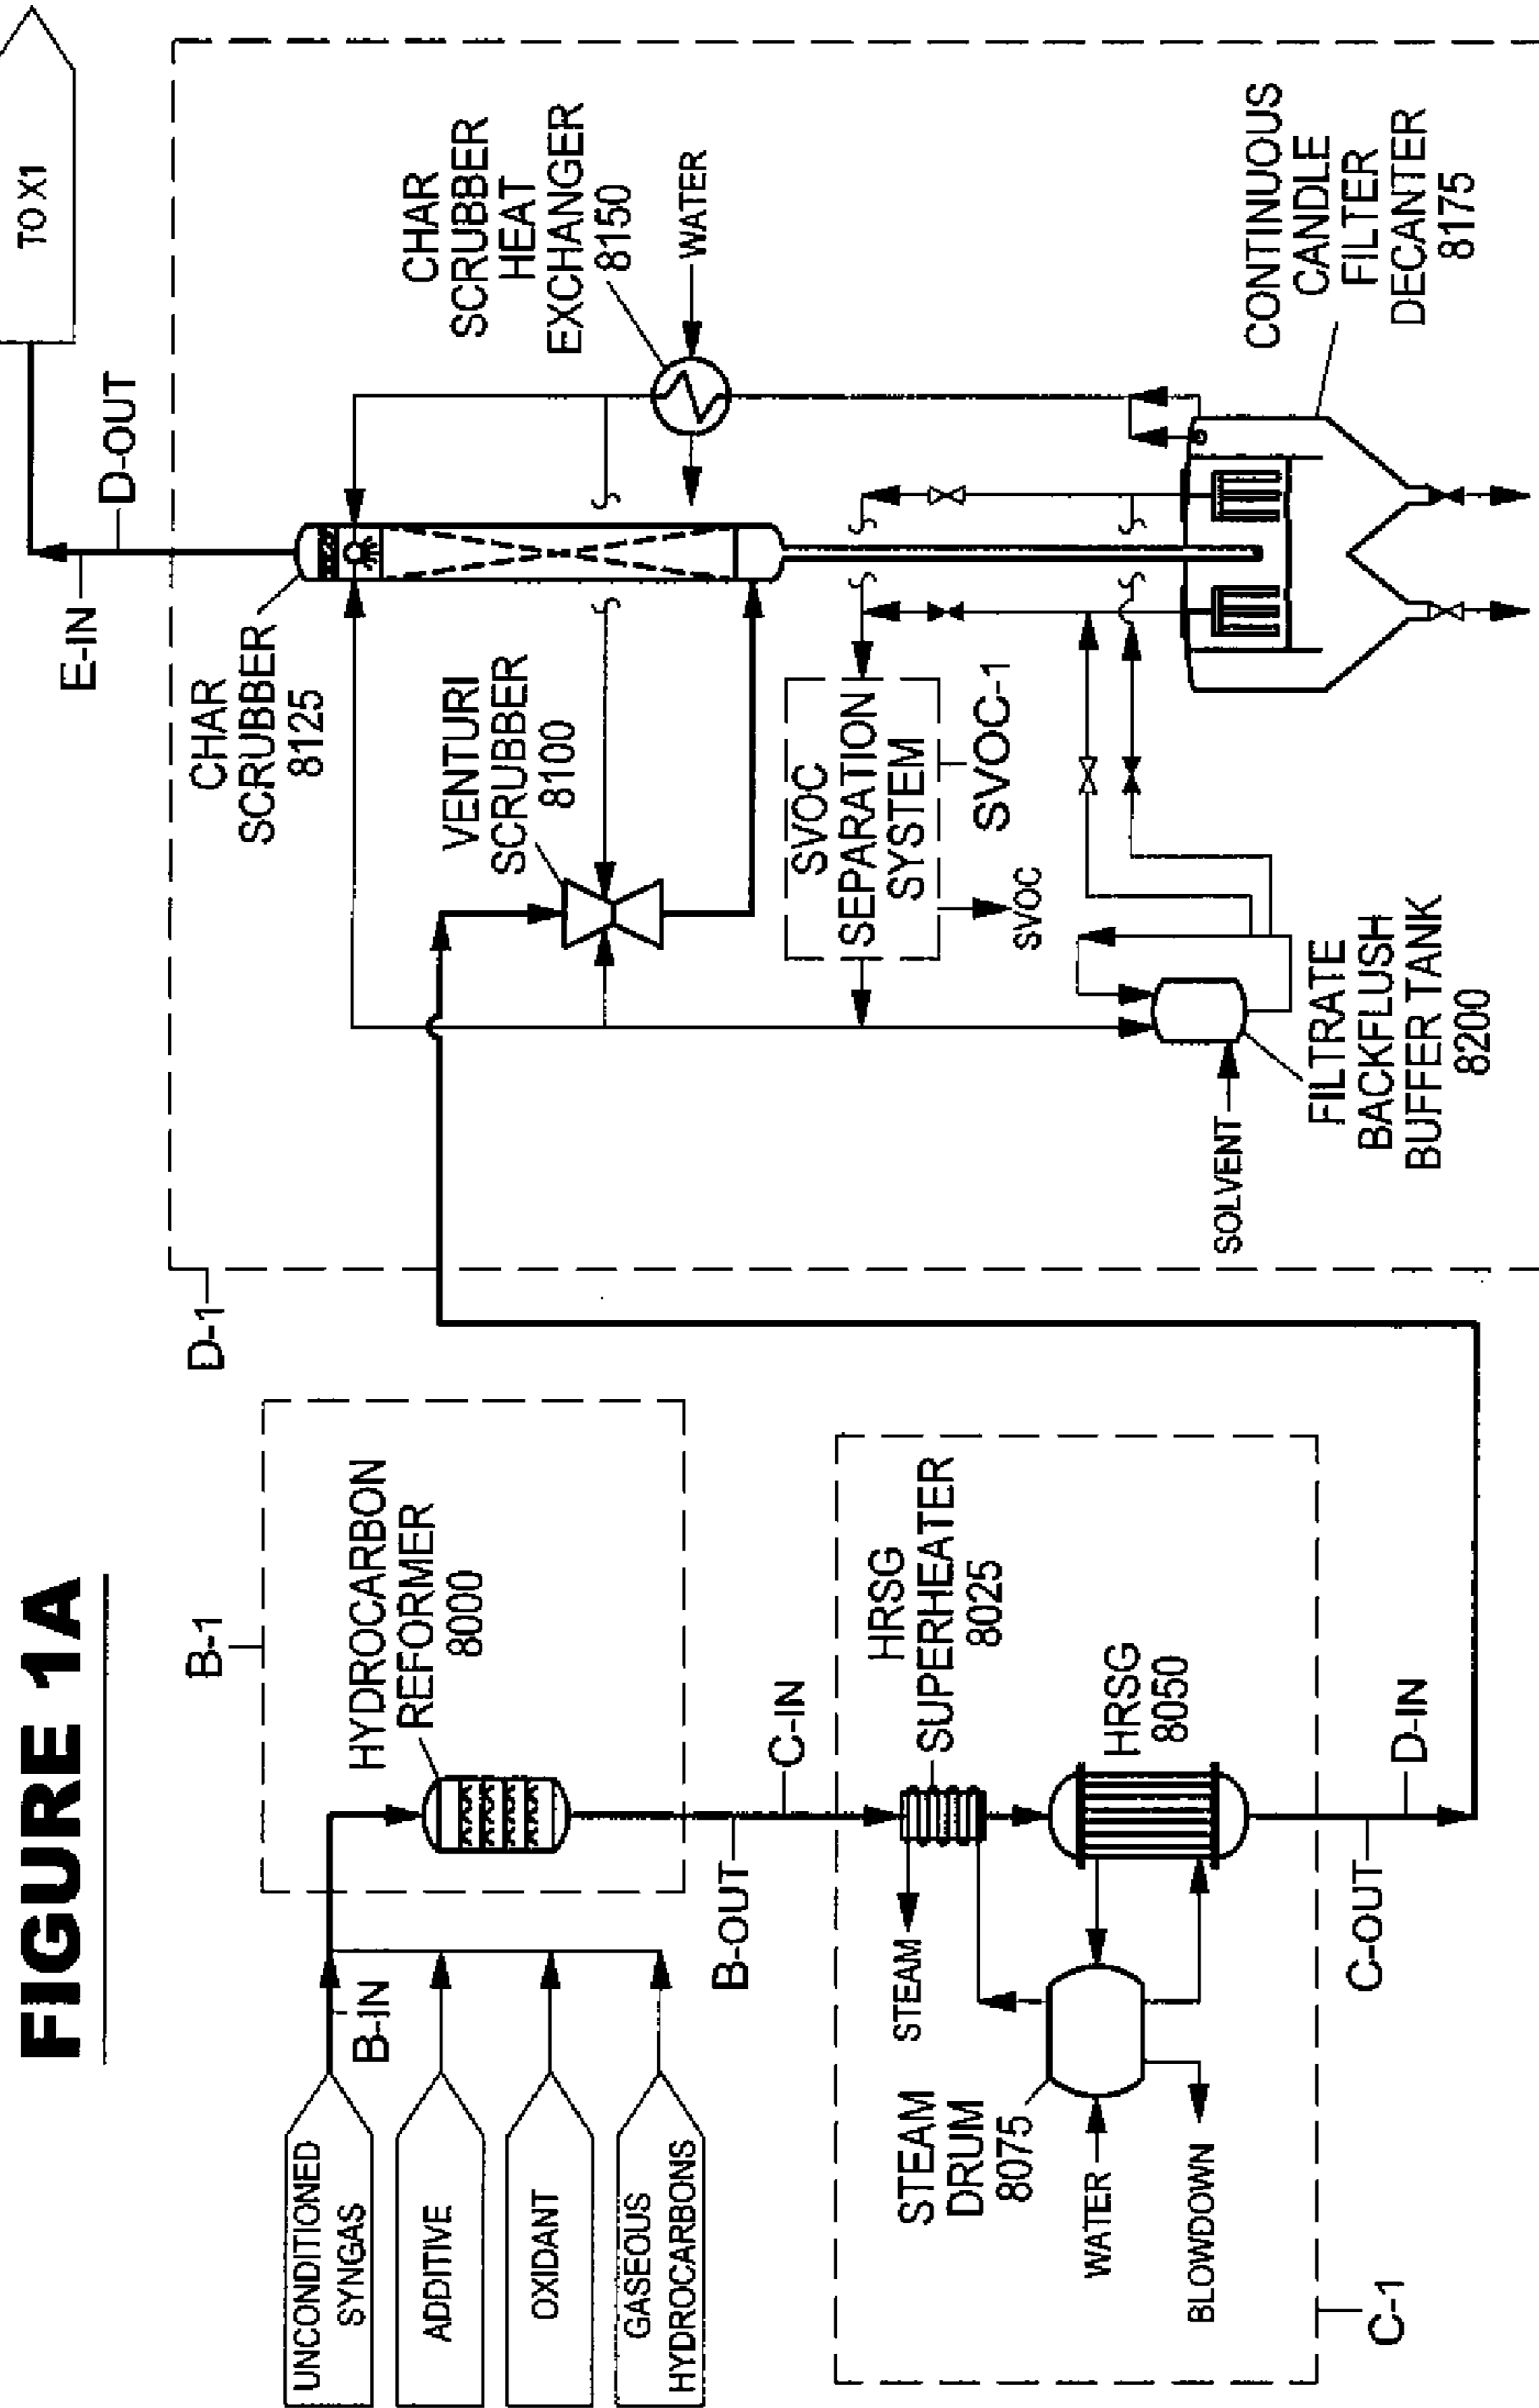 FIGURE 1A
UNCONDITIONED
SYNGAS
ADDITIVE
OXIDANT
GASEOUS
HYDROCARBONS
B-IN
B-1
HYDROCARBON
REFORMER
8000
B-OUT
C-IN
STEAM
HRSG
SUPERHEATER
8025
STEAM
DRUM
8075
WATER
BLOWDOWN
HRSG
8050
C-1
C-OUT
D-IN
D-1
TO X1
E-IN
D-OUT
CHAR
SCRUBBER
8125
VENTURI
SCRUBBER
8100
CHAR
SCRUBBER
HEAT
EXCHANGER
8150
WATER
SVOC
SEPARATION
SYSTEM
SVOC-1
SVOC
SOLVENT
FILTRATE
BACKFLUSH
BUFFER TANK
8200
CONTINUOUS
CANDLE
FILTER
DECANTER
8175